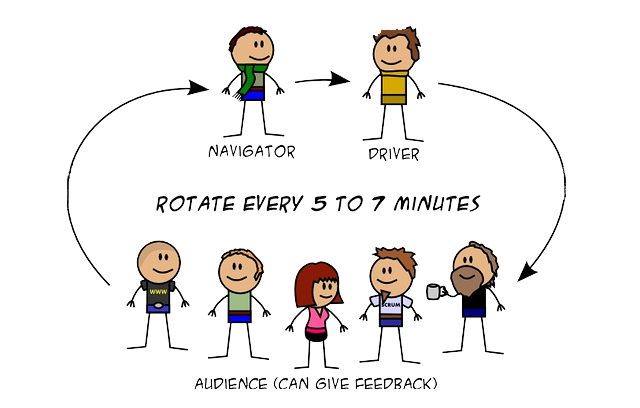 NAVIGATOR
DRIVER
ROTATE EVERY 5 TO 7 MINUTES
WWW
SCRUM
AUDIENCE (CAN GIVE FEEDBACK)